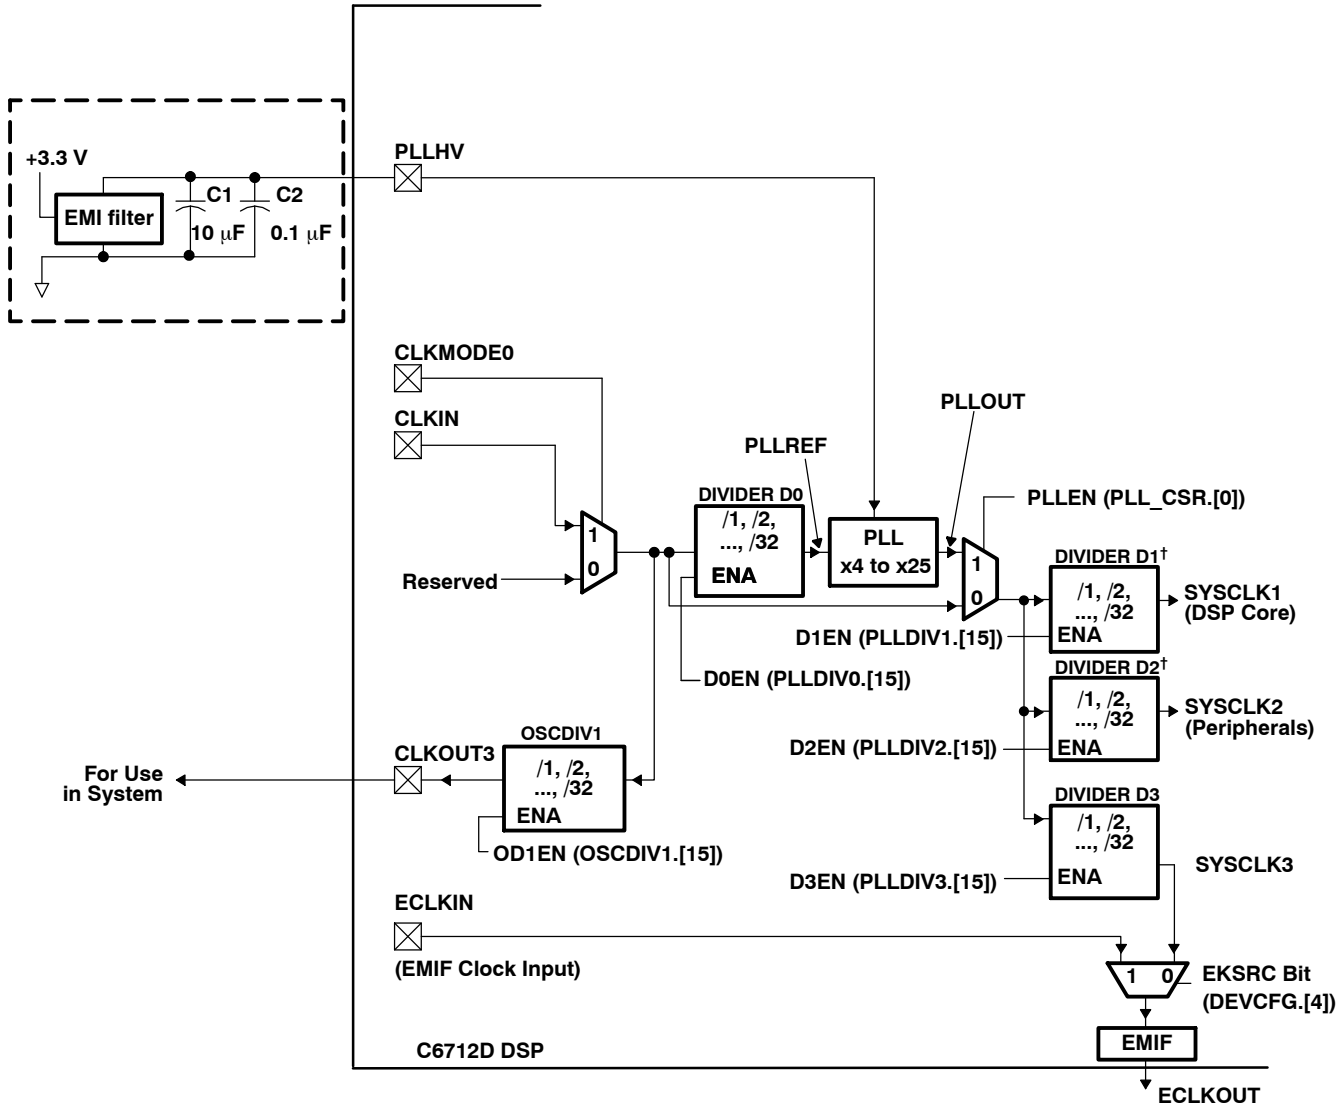 PLLHV
+3.3 V
C1 C2
EMI filter
10 μF 0.1 μF
CLKMODE0
CLKIN
PLLOUT
PLLREF
DIVIDER D0
PLLEN (PLL_CSR.[0])
/1, /2,
..., /32
ENA
PLL
x4 to x25
1
0
Reserved
1
0
DIVIDER D1†
/1, /2,
..., /32
ENA
SYSCLK1
(DSP Core)
D1EN (PLLDIV1.[15])
D0EN (PLLDIV0.[15])
DIVIDER D2†
/1, /2,
..., /32
ENA
SYSCLK2
(Peripherals)
D2EN (PLLDIV2.[15])
CLKOUT3
OSCDIV1
/1, /2,
..., /32
ENA
For Use
in System
OD1EN (OSCDIV1.[15])
DIVIDER D3
/1, /2,
..., /32
ENA
SYSCLK3
D3EN (PLLDIV3.[15])
ECLKIN
(EMIF Clock Input)
1 0
EKSRC Bit
(DEVCFG.[4])
EMIF
C6712D DSP
ECLKOUT